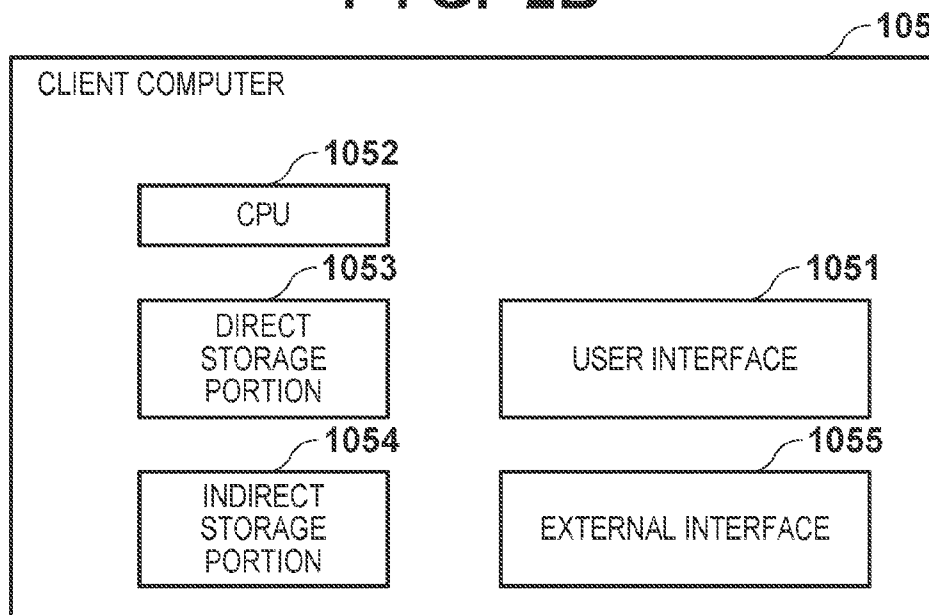 105
CLIENT COMPUTER
1052
CPU
1053
DIRECT
STORAGE
PORTION
1051
USER INTERFACE
1054
INDIRECT
STORAGE
PORTION
1055
EXTERNAL INTERFACE